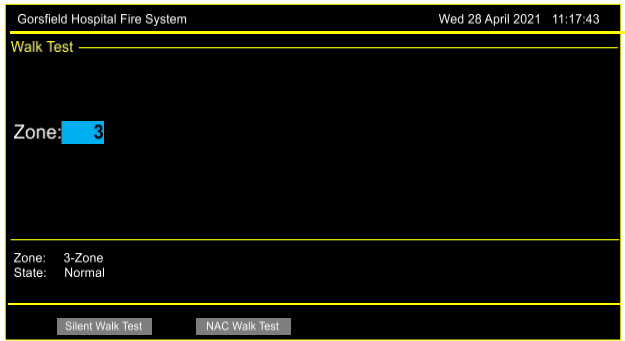 Gorsfield Hospital Fire System Wed 28 April 2021 11:17:43
Walk Test
Zone: 3
Zone: 3-Zone
State: Normal
Silent Walk Test NAC Walk Test